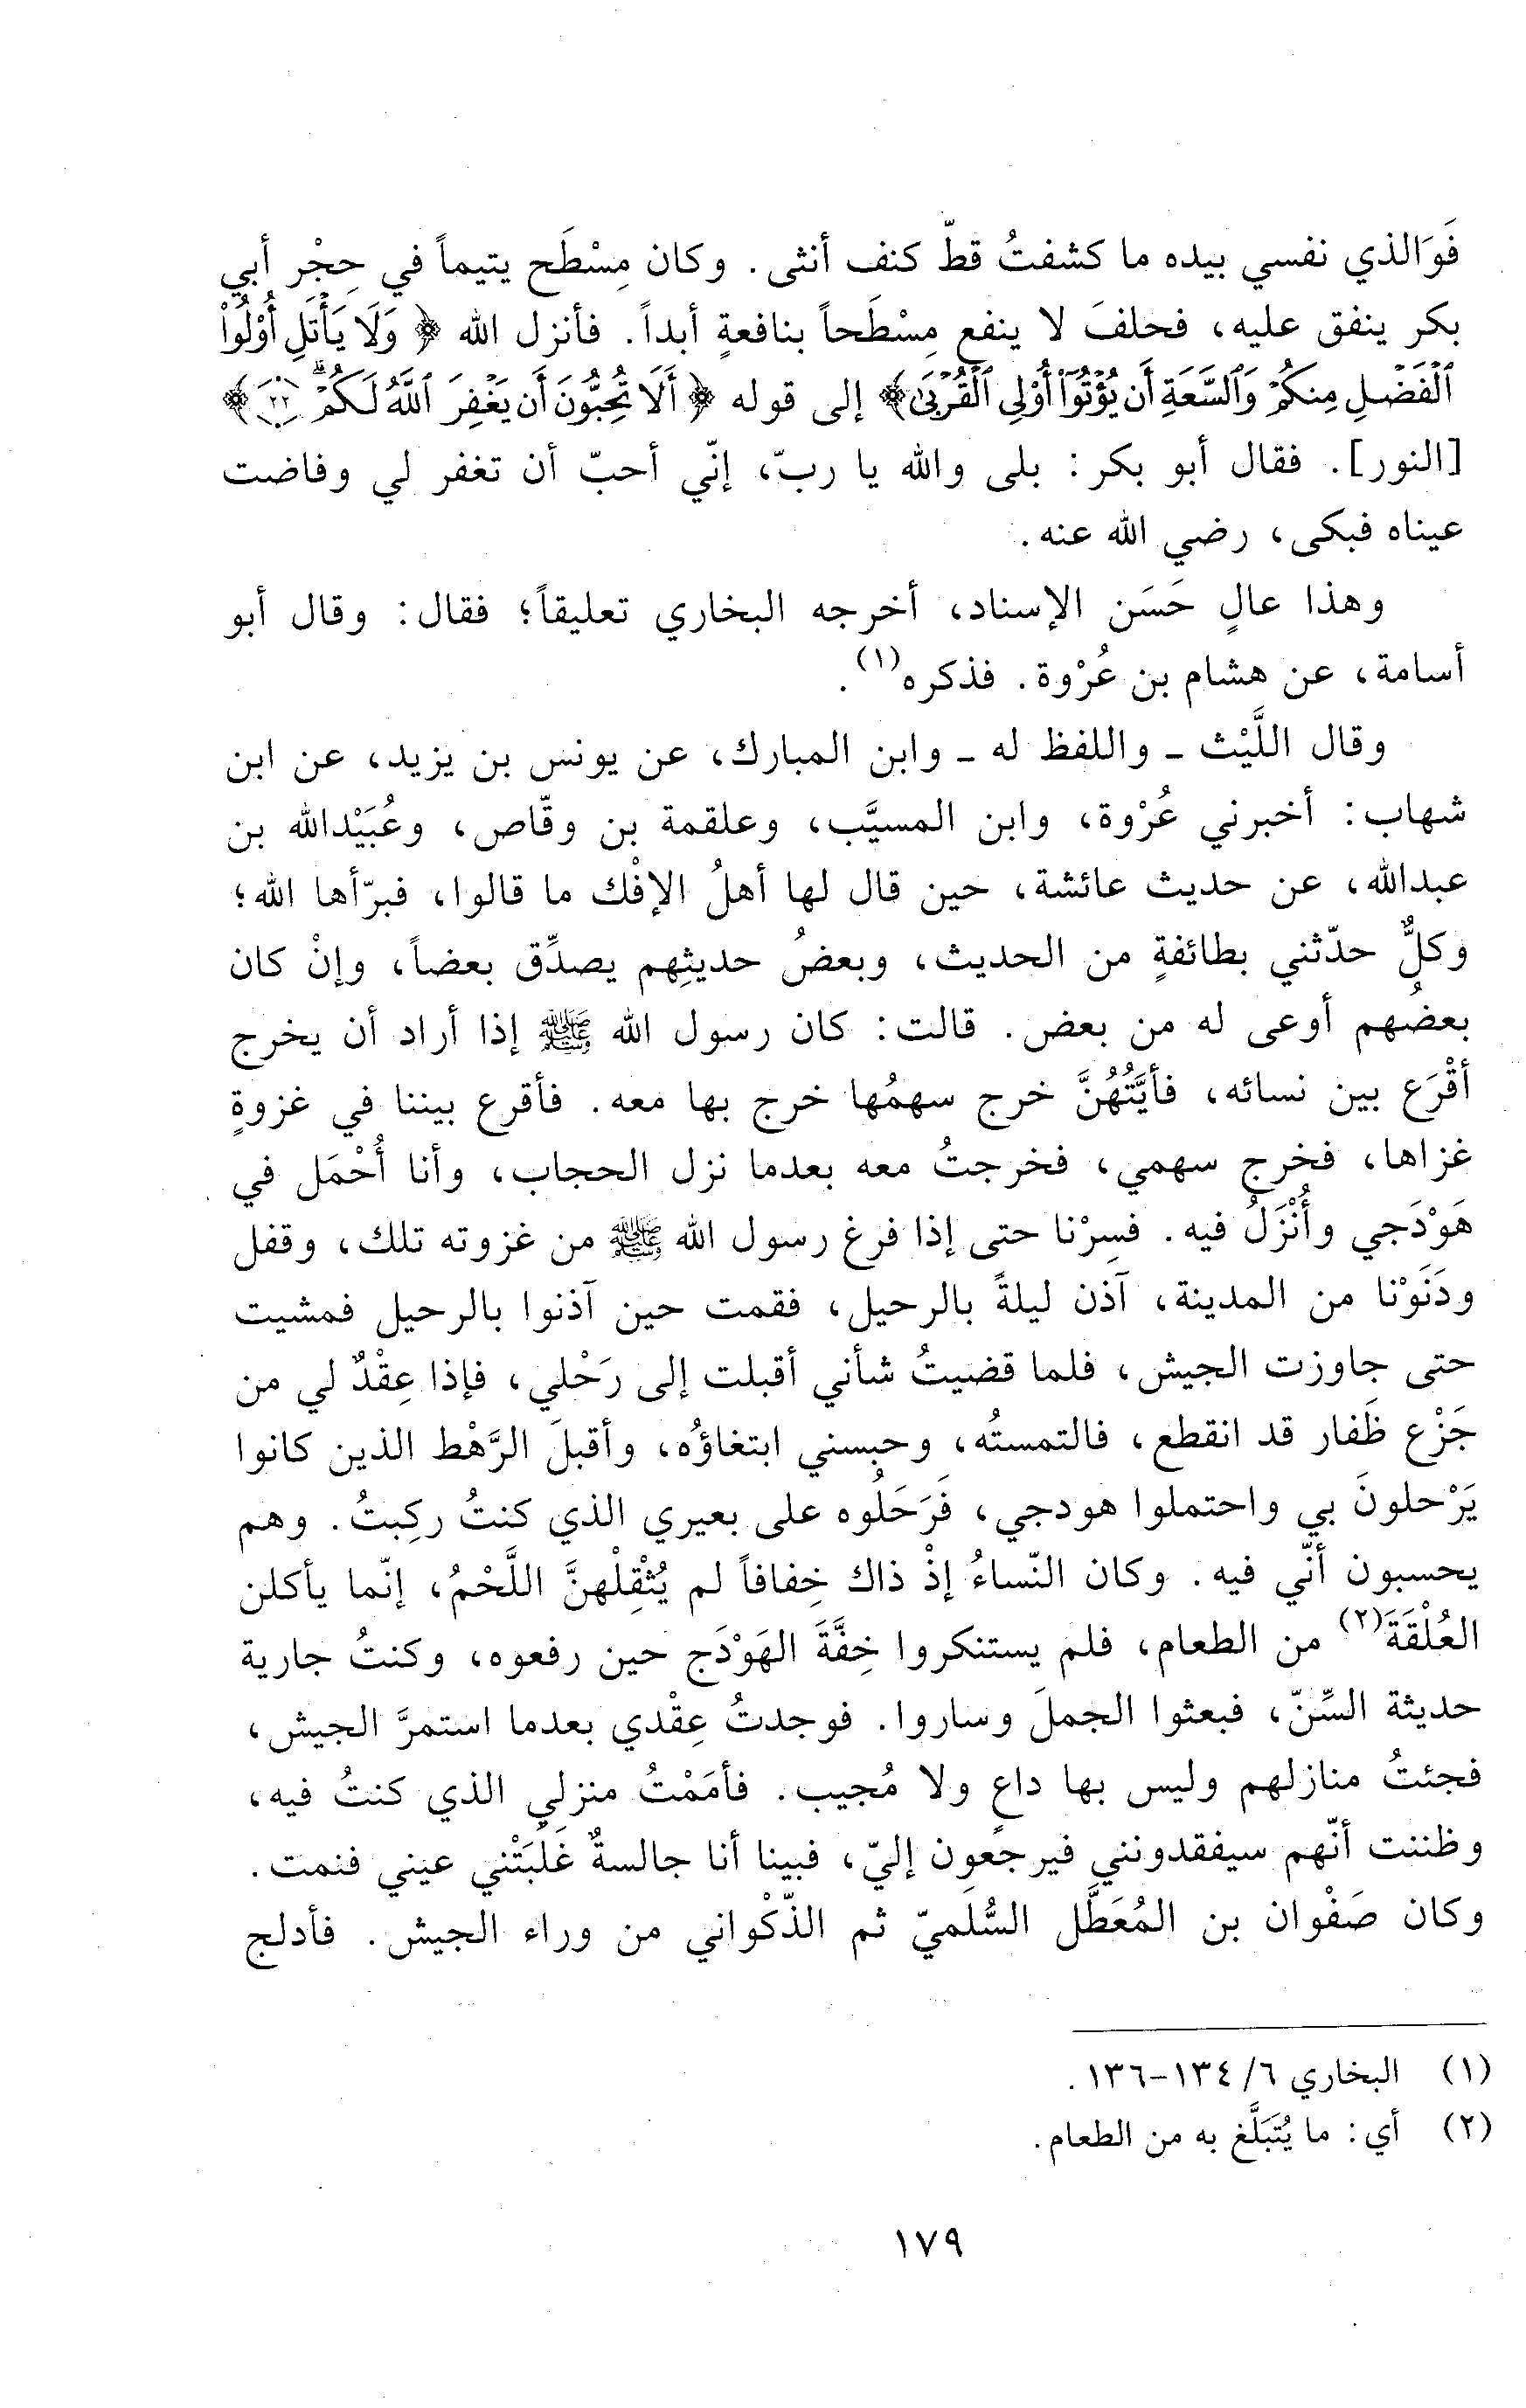 فَوَالذي نفسي بيده ما كشفتُ قطّ كنف أنثى. وكان مِسْطَح يتيماً في حِجْر أبي
بكر ينفق عليه، فحلفَ لا ينفع مِسْطَحاً بنافعةٍ أبداً. فأنزل الله ﴿وَلَا يَأْتَلِ أُوْلُواْ
ٱلْفَضْلِ مِنكُمْ وَٱلسَّعَةِ أَن يُؤْتُوٓاْ أُوْلِى ٱلْقُرْبَىٰ﴾ إلى قوله ﴿أَلَا تُحِبُّونَ أَن يَغْفِرَ ٱللَّهُ لَكُمْۗ ﴿٢٢﴾﴾
[النور]. فقال أبو بكر: بلى والله يا ربّ، إنّي أحبّ أن تغفر لي وفاضت
عيناه فبكى، رضي الله عنه.
وهذا عالٍ حَسَن الإسناد، أخرجه البخاري تعليقاً؛ فقال: وقال أبو
أسامة، عن هشام بن عُرْوة. فذكره(١).
وقال اللَّيْث ـ واللفظ له ـ وابن المبارك، عن يونس بن يزيد، عن ابن
شهاب: أخبرني عُرْوة، وابن المسيَّب، وعلقمة بن وقّاص، وعُبَيْدالله بن
عبدالله، عن حديث عائشة، حين قال لها أهلُ الإفْك ما قالوا، فبرّأها الله؛
وكلٌّ حدّثني بطائفةٍ من الحديث، وبعضُ حديثِهم يصدِّق بعضاً، وإنْ كان
بعضُهم أوعى له من بعض. قالت: كان رسول الله ﷺ إذا أراد أن يخرج
أقْرَع بين نسائه، فأيَّتُهُنَّ خرج سهمُها خرج بها معه. فأقرع بيننا في غزوةٍ
غزاها، فخرج سهمي، فخرجتُ معه بعدما نزل الحجاب، وأنا أُحْمَل في
هَوْدَجي وأُنْزَلُ فيه. فسِرْنا حتى إذا فرغ رسول الله ﷺ من غزوته تلك، وقفل
ودَنَوْنا من المدينة، آذن ليلةً بالرحيل، فقمت حين آذنوا بالرحيل فمشيت
حتى جاوزت الجيش، فلما قضيتُ شأني أقبلت إلى رَحْلي، فإذا عِقْدٌ لي من
جَزْع ظَفار قد انقطع، فالتمستُه، وحبسني ابتغاؤُه، وأقبلَ الرَّهْط الذين كانوا
يَرْحلونَ بي واحتملوا هودجي، فَرَحَلُوه على بعيري الذي كنتُ ركِبتُ. وهم
يحسبون أنّي فيه. وكان النّساءُ إذْ ذاك خِفافاً لم يُثْقِلْهنَّ اللَّحْمُ، إنّما يأكلن
العُلْقَةَ(٢) من الطعام، فلم يستنكروا خِفَّةَ الهَوْدَج حين رفعوه، وكنتُ جارية
حديثة السِّنّ، فبعثوا الجملَ وساروا. فوجدتُ عِقْدي بعدما استمرَّ الجيش،
فجئتُ منازلهم وليس بها داعٍ ولا مُجيب. فأمَمْتُ منزلي الذي كنتُ فيه،
وظننت أنّهم سيفقدونني فيرجعون إليّ، فبينا أنا جالسةٌ غَلَبَتْني عيني فنمت.
وكان صَفْوان بن المُعَطَّل السُّلَميّ ثم الذّكْواني من وراء الجيش. فأدلج
(١) البخاري ٦/ ١٣٤-١٣٦.
(٢) أي: ما يُتَبَلَّغ به من الطعام.
١٧٩